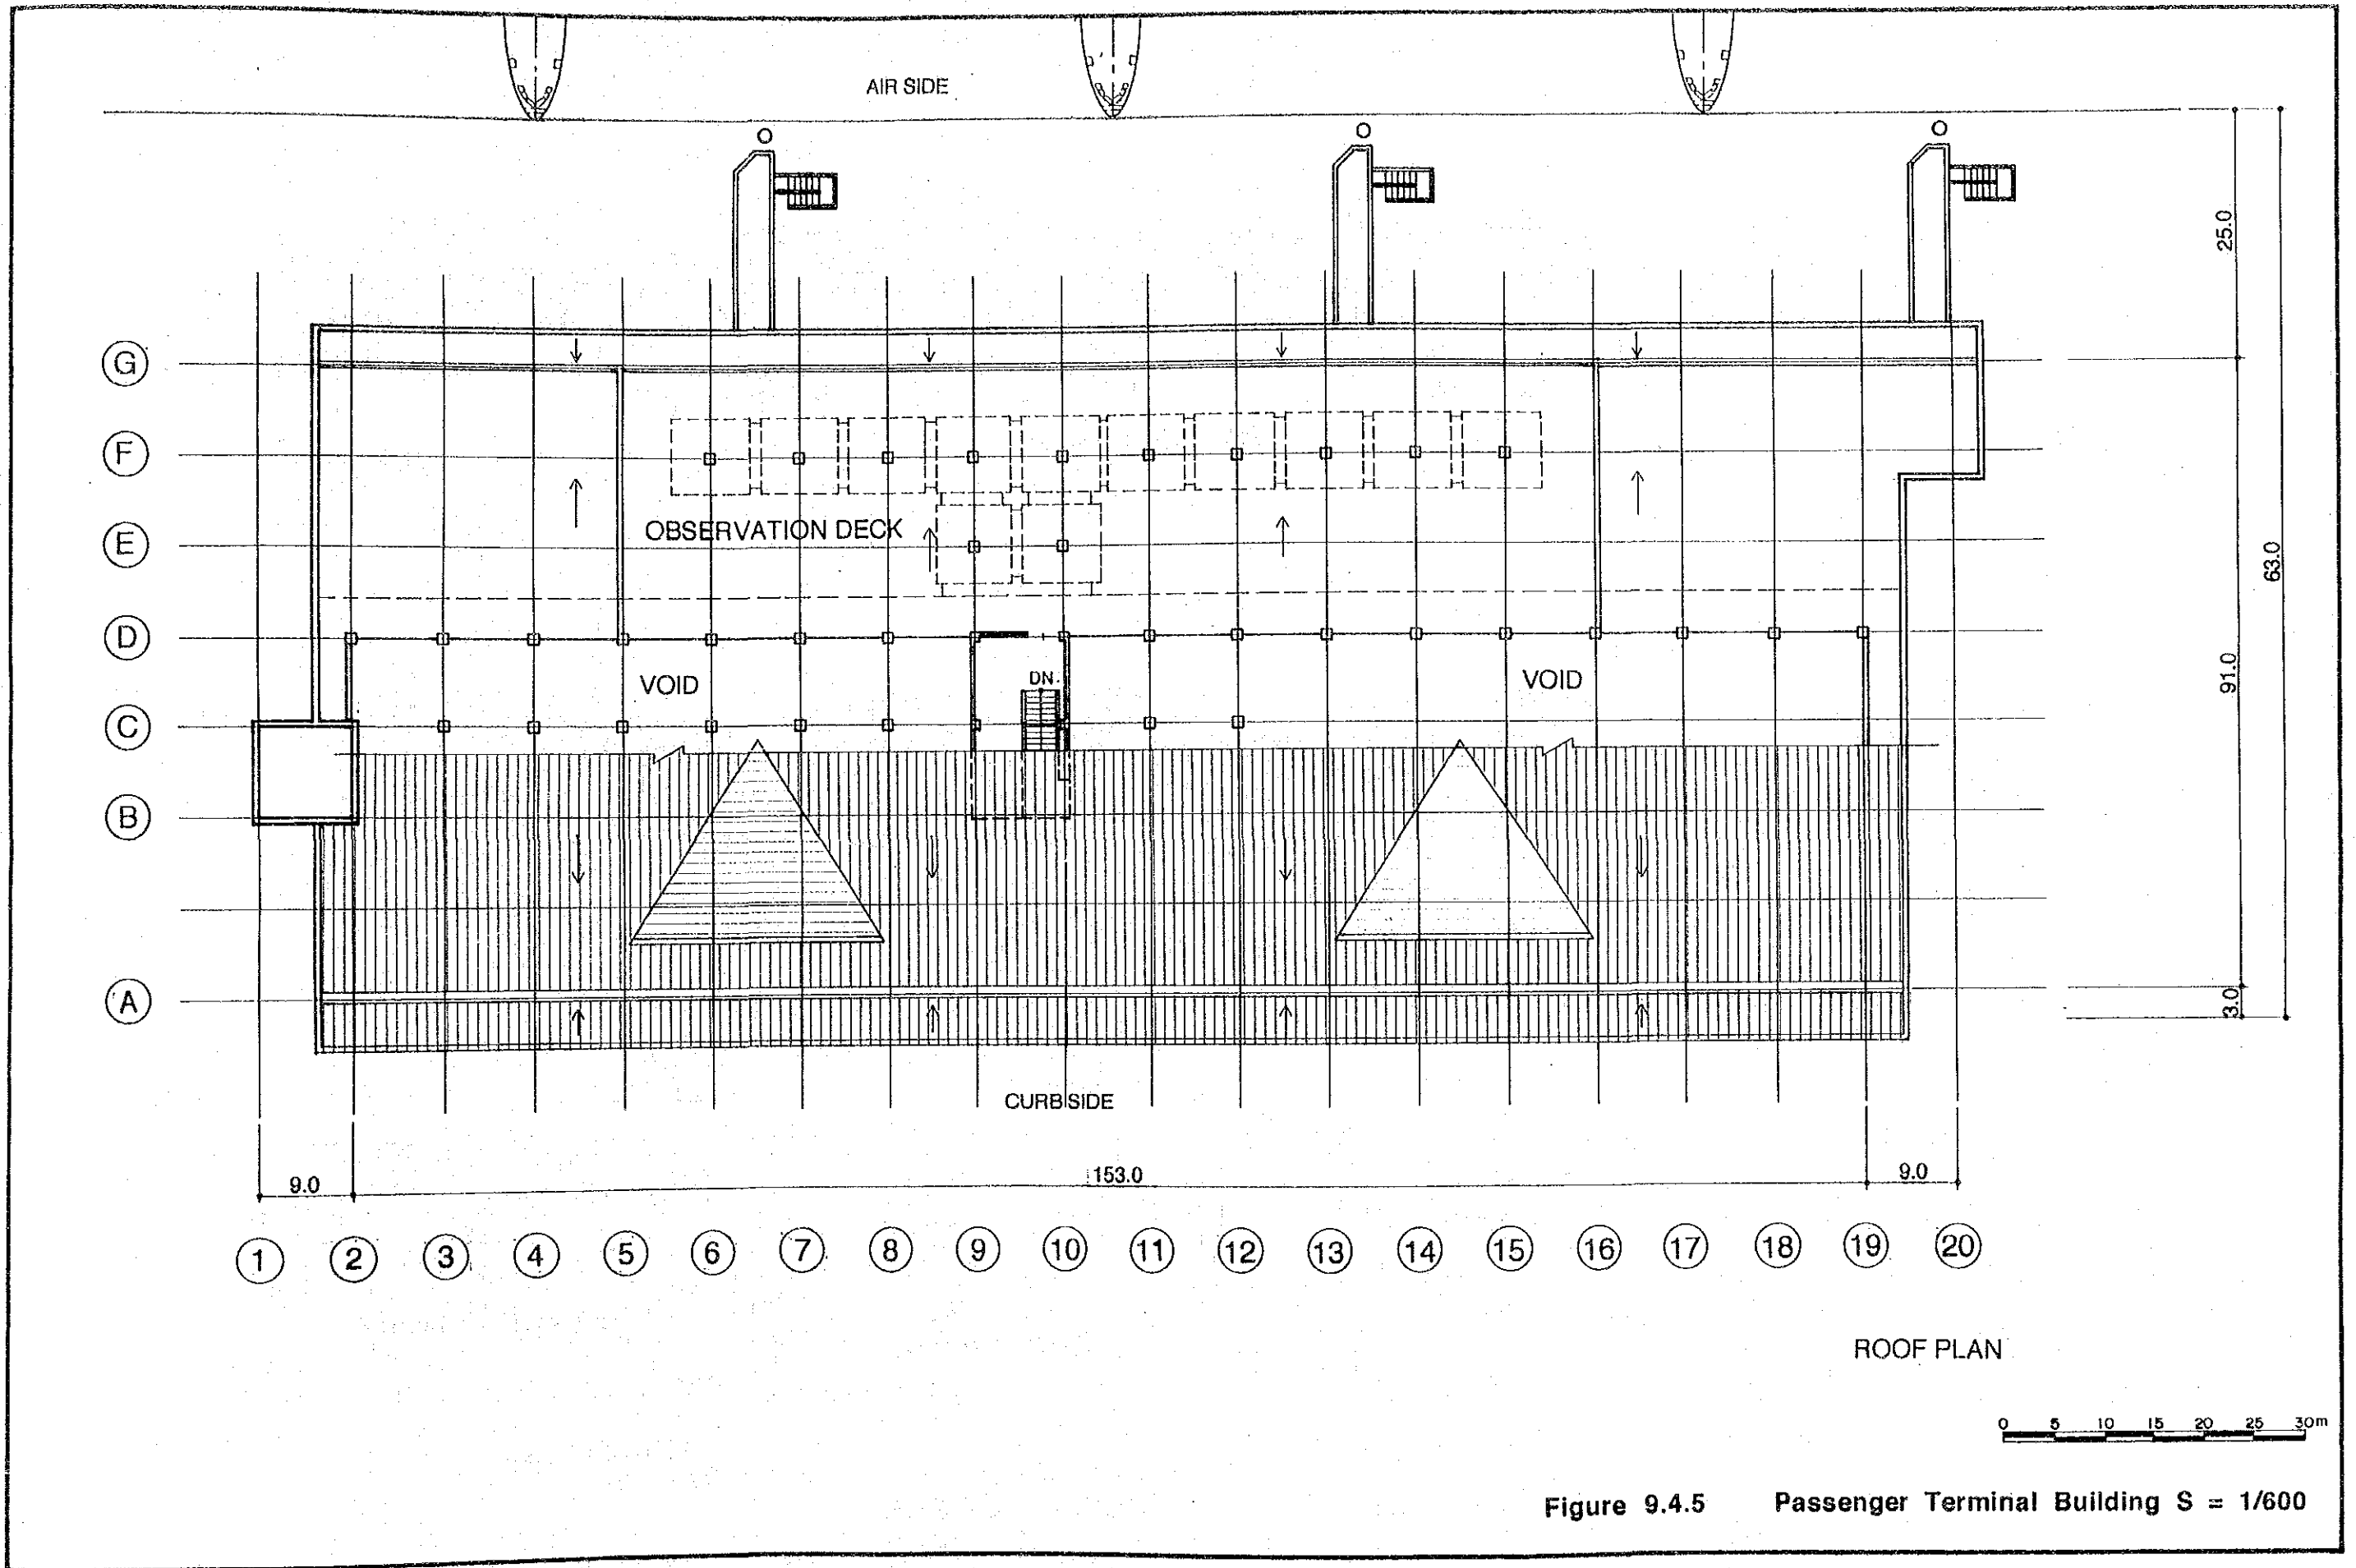 AIR SIDE
25.0
G
F
OBSERVATION DECK
E
63.0
D
VOID
DN
VOID
91.0
C
B
A
3.0
CURBSIDE
9.0
153.0
9.0
1 2 3 4 5 6 7 8 9 10 11 12 13 14 15 16 17 18 19 20
ROOF PLAN
0 5 10 15 20 25 30m
Figure 9.4.5 Passenger Terminal Building S = 1/600